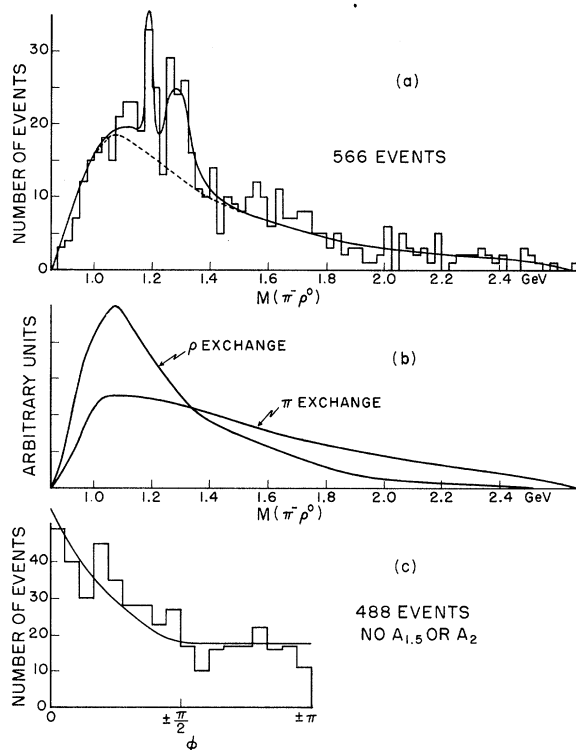 30
20
10
0
NUMBER OF EVENTS
(a)
566 EVENTS
1.0 1.2 1.4 1.6 1.8 2.0 2.2 2.4 GeV
M(π⁻ρ⁰)
ARBITRARY UNITS
(b)
ρ EXCHANGE
π EXCHANGE
1.0 1.2 1.4 1.6 1.8 2.0 2.2 2.4 GeV
M(π⁻ρ⁰)
40
30
20
10
0
NUMBER OF EVENTS
(c)
488 EVENTS
NO A₁.₅ OR A₂
0 ±π/2 ±π
ϕ